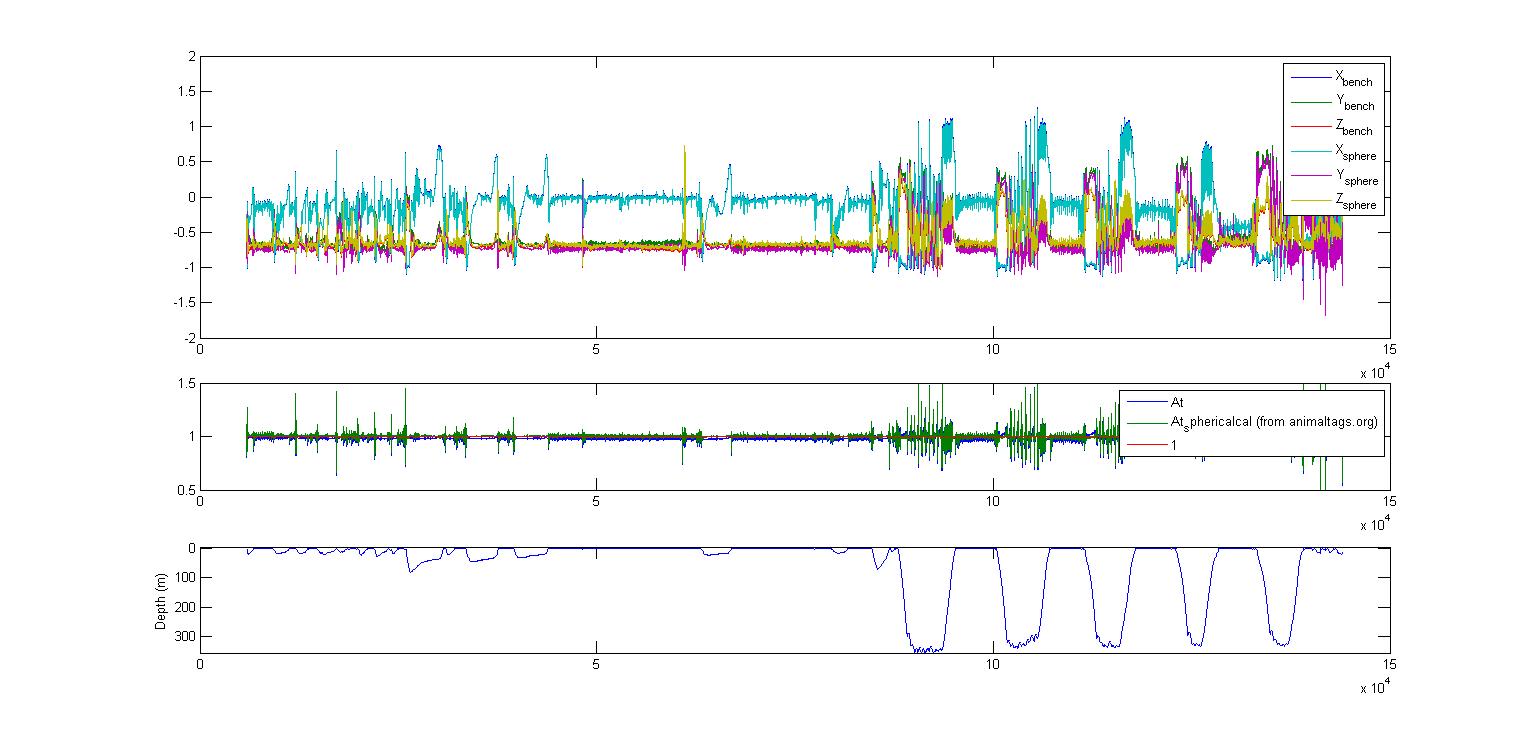 2
1.5
1
0.5
0
-0.5
-1
-1.5
-2
0 5 10 15
x 10^4
X_bench
Y_bench
Z_bench
X_sphere
Y_sphere
Z_sphere
1.5
1
0.5
0 5 10 15
x 10^4
At
At_sphericalcal (from animaltags.org)
1
Depth (m)
0
100
200
300
0 5 10 15
x 10^4